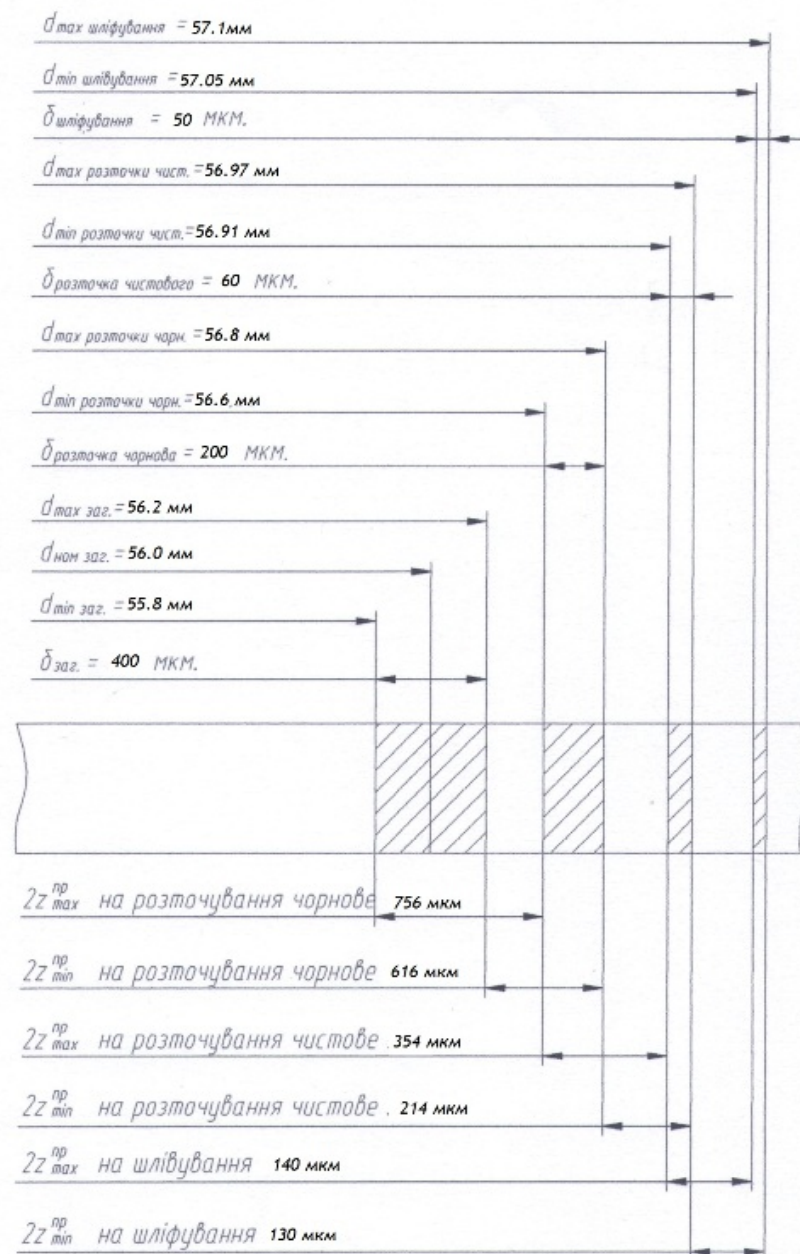 d max шліфування = 57.1мм
d min шлівування = 57.05 мм
δ шліфування = 50 МКМ.
d max розточки чист. = 56.97 мм
d min розточки чист. = 56.91 мм
δ розточка чистового = 60 МКМ.
d max розточки чорн. = 56.8 мм
d min розточки чорн. = 56.6 мм
δ розточка чорнова = 200 МКМ.
d max заг. = 56.2 мм
d ном заг. = 56.0 мм
d min заг. = 55.8 мм
δ заг. = 400 МКМ.
2z пр max на розточування чорнове 756 мкм
2z пр min на розточування чорнове 616 мкм
2z пр max на розточування чистове . 354 мкм
2z пр min на розточування чистове . 214 мкм
2z пр max на шлівування 140 мкм
2z пр min на шліфування 130 мкм